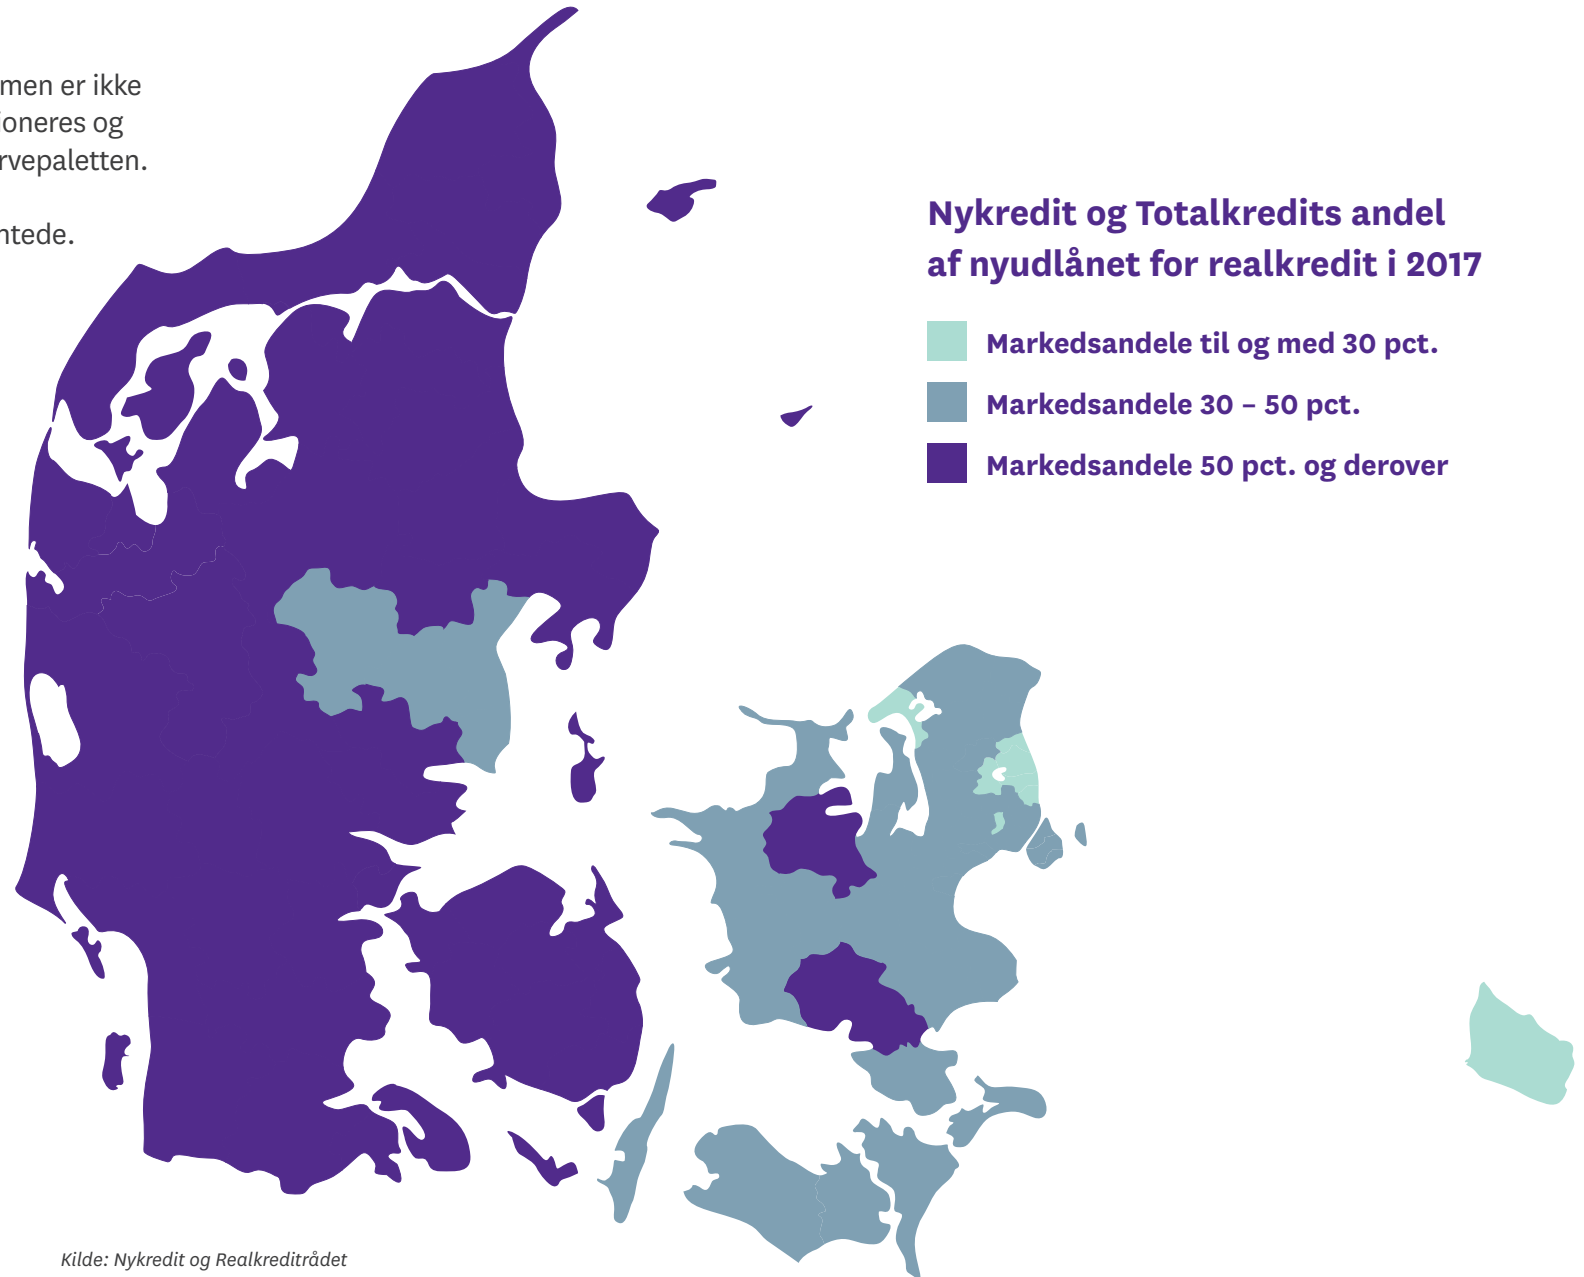 men er ikke
ioneres og
rvepaletten.
ntede.
Nykredit og Totalkredits andel
af nyudlånet for realkredit i 2017
Markedsandele til og med 30 pct.
Markedsandele 30 – 50 pct.
Markedsandele 50 pct. og derover
Kilde: Nykredit og Realkreditrådet